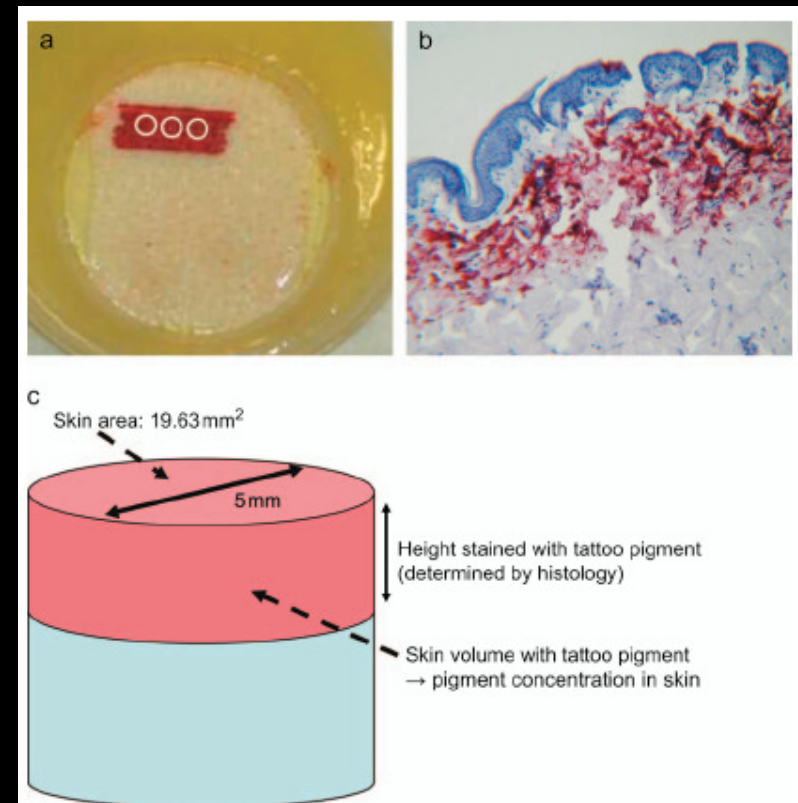 a
b
c
Skin area: 19.63 mm²
5 mm
Height stained with tattoo pigment
(determined by histology)
Skin volume with tattoo pigment
→ pigment concentration in skin